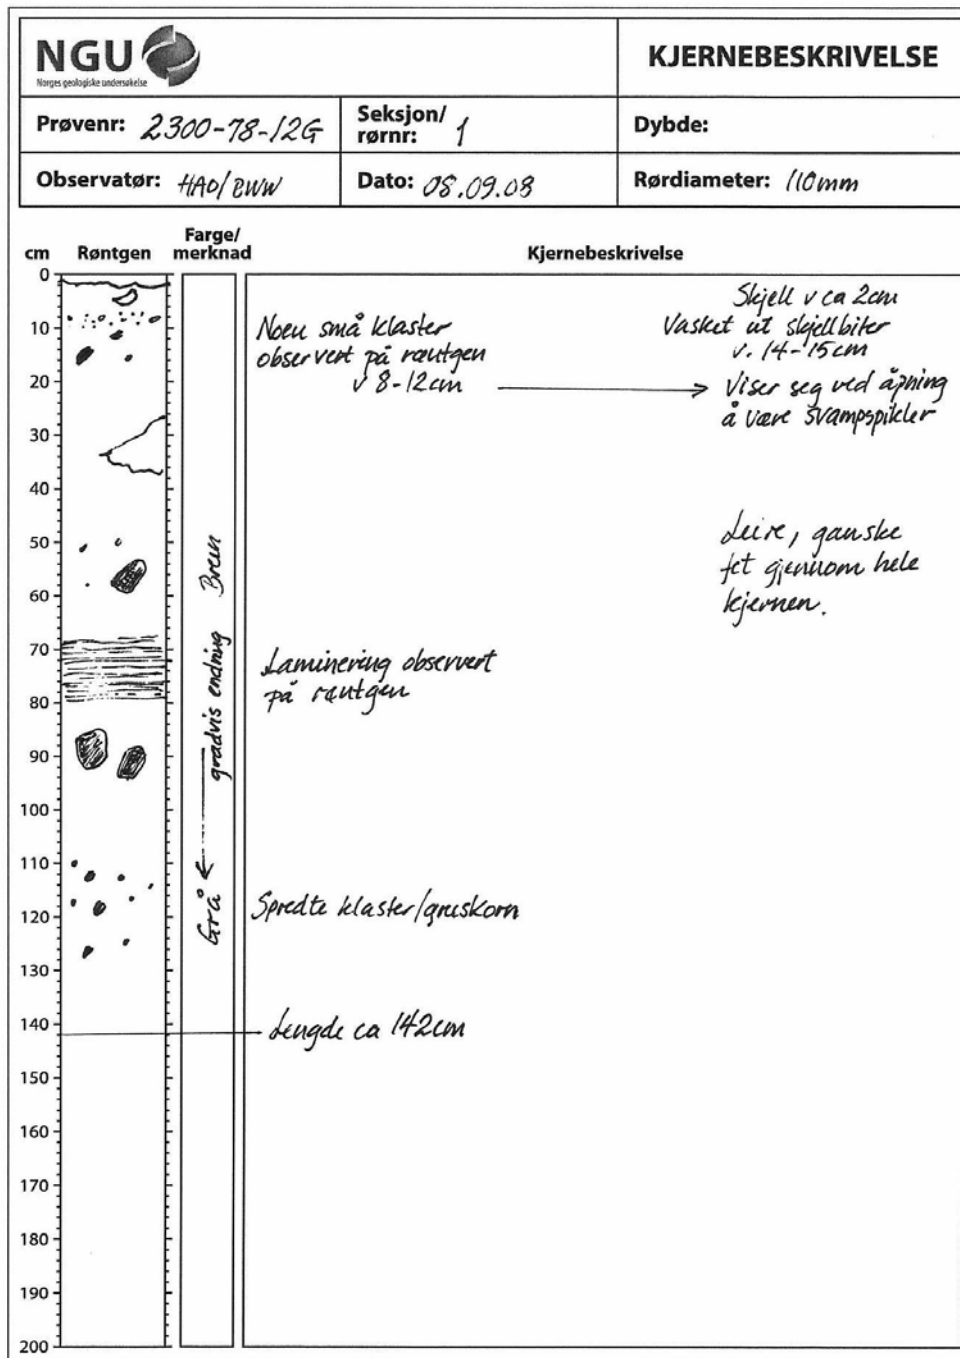 NGU
Norges geologiske undersøkelse
KJERNEBESKRIVELSE
Prøvenr: 2300-78-12G
Seksjon/
rørnr: 1
Dybde:
Observatør: HAO/BWW
Dato: 08.09.08
Rørdiameter: 110mm
cm
Røntgen
Farge/
merknad
Kjernebeskrivelse
0
10
20
30
40
50
60
70
80
90
100
110
120
130
140
150
160
170
180
190
200
Brun
gradvis endring
Grå
Noen små klaster
observert på røntgen
v 8-12cm
Skjell v ca 2cm
Vasket ut skjellbiter
v. 14-15cm
Viser seg ved åpning
å være svampspikler
Leire, ganske
fet gjennom hele
kjernen.
Laminering observert
på røntgen
Spredte klaster/gruskorn
Lengde ca 142cm